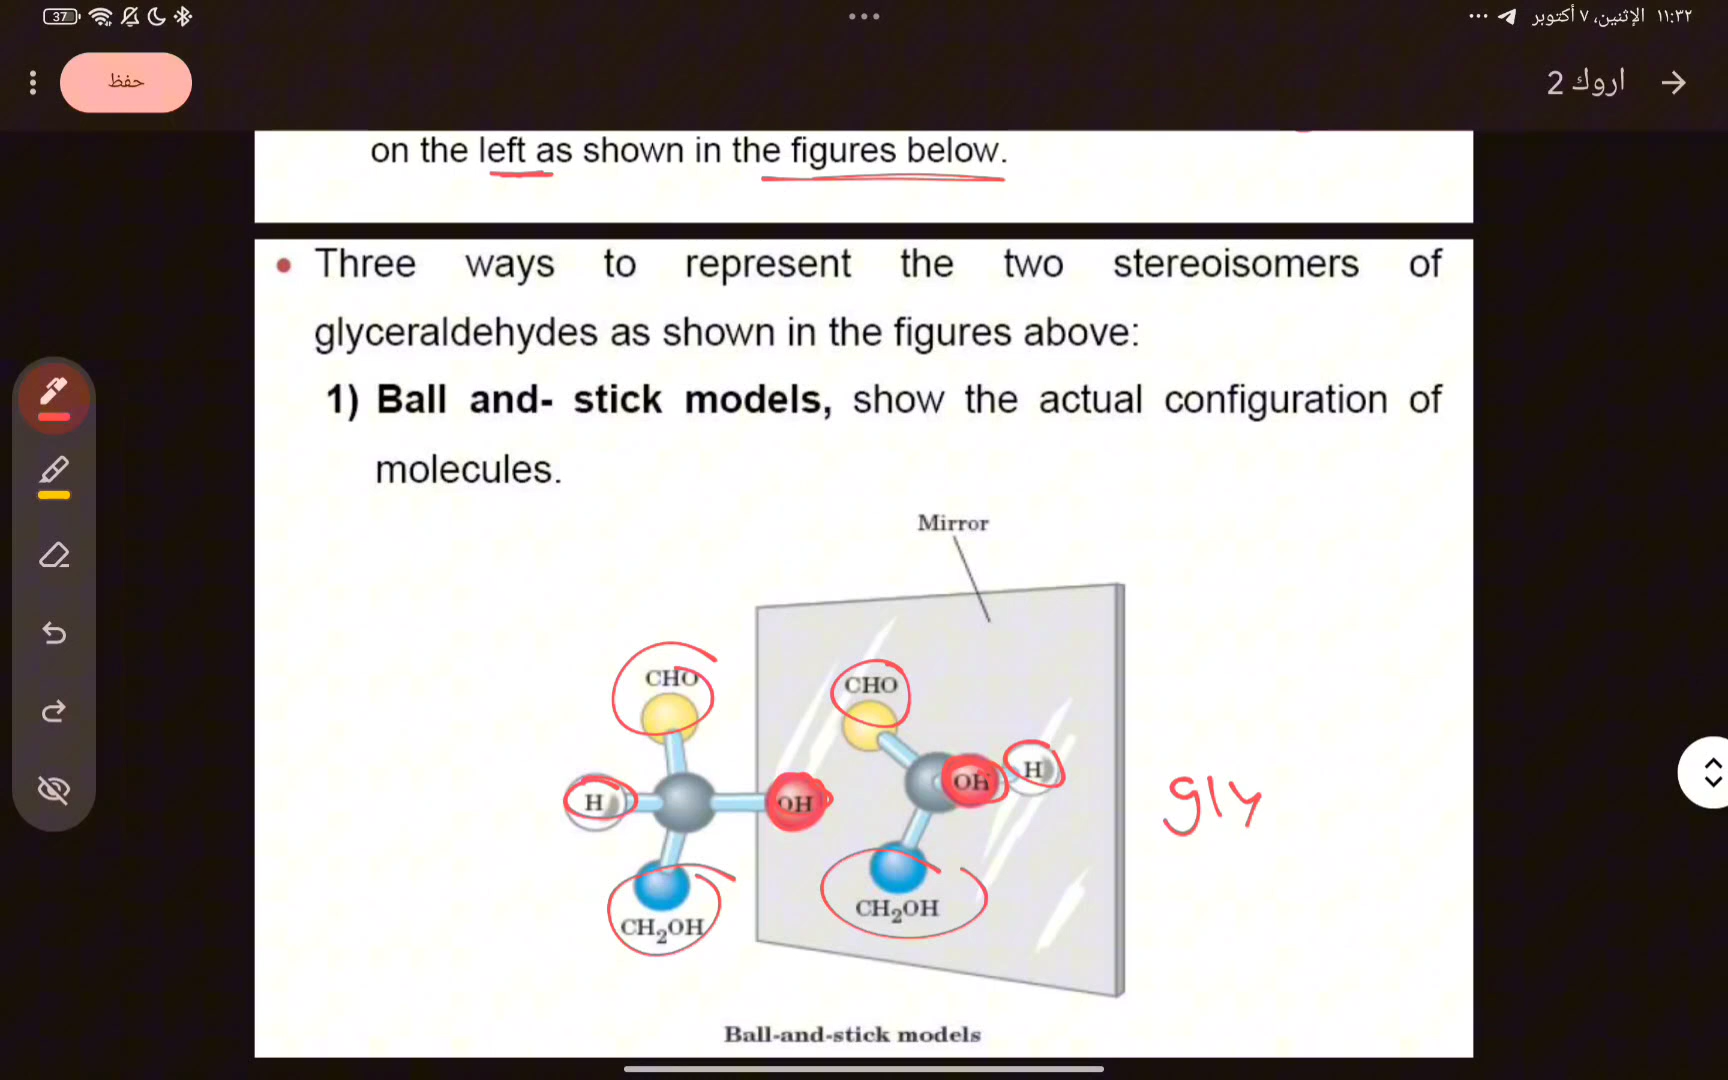 37
١١:٣٢ الإثنين، ٧ أكتوبر
حفظ
اروك 2
on the left as shown in the figures below.
• Three ways to represent the two stereoisomers of
glyceraldehydes as shown in the figures above:
1) Ball and- stick models, show the actual configuration of
molecules.
Mirror
CHO
CHO
H
OH
OH
H
gly
CH₂OH
CH₂OH
Ball-and-stick models